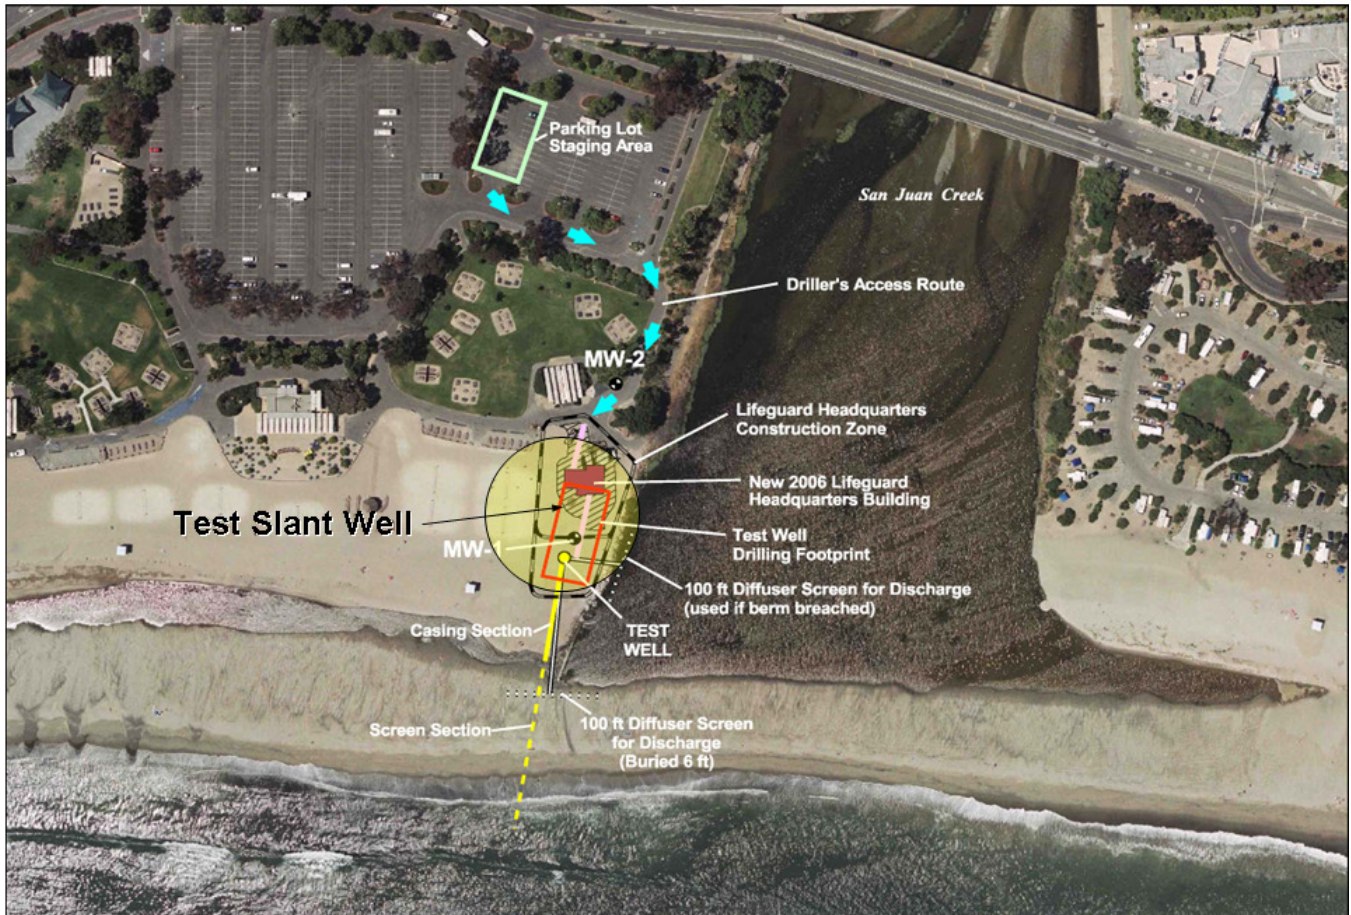 Parking Lot
Staging Area
San Juan Creek
Driller's Access Route
MW-2
Lifeguard Headquarters
Construction Zone
New 2006 Lifeguard
Headquarters Building
Test Slant Well
Test Well
Drilling Footprint
MW-1
100 ft Diffuser Screen for Discharge
(used if berm breached)
Casing Section
TEST
WELL
Screen Section
100 ft Diffuser Screen
for Discharge
(Buried 6 ft)